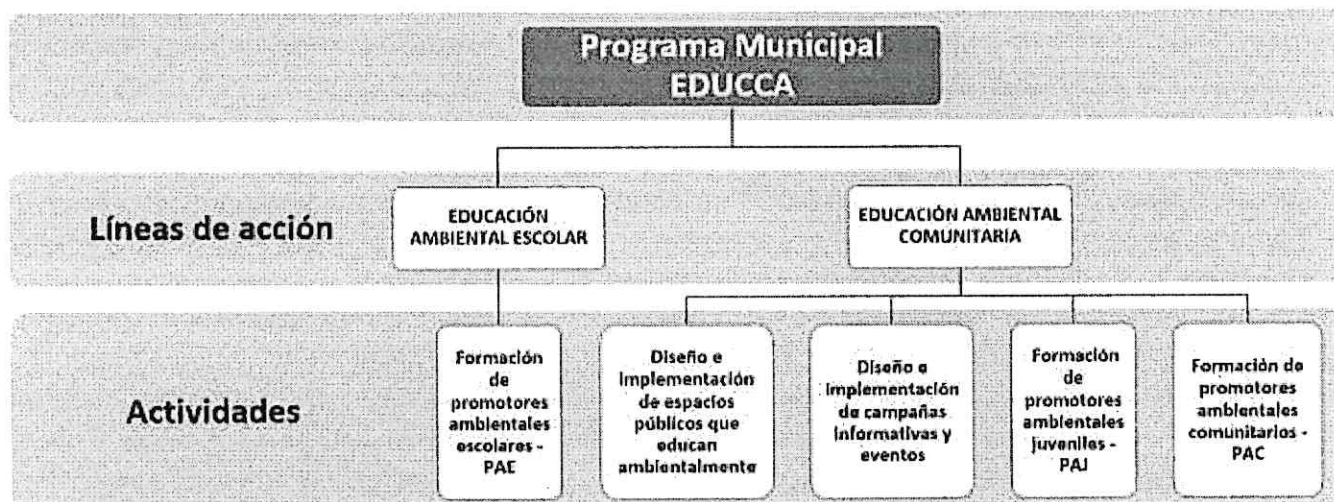 Programa Municipal
EDUCCA
Líneas de acción
EDUCACIÓN
AMBIENTAL ESCOLAR
EDUCACIÓN AMBIENTAL
COMUNITARIA
Actividades
Formación
de
promotores
ambientales
escolares -
PAE
Diseño e
implementación
de espacios
públicos que
educan
ambientalmente
Diseño e
implementación
de campañas
informativas y
eventos
Formación
de
promotores
ambientales
juveniles -
PAJ
Formación de
promotores
ambientales
comunitarios -
PAC